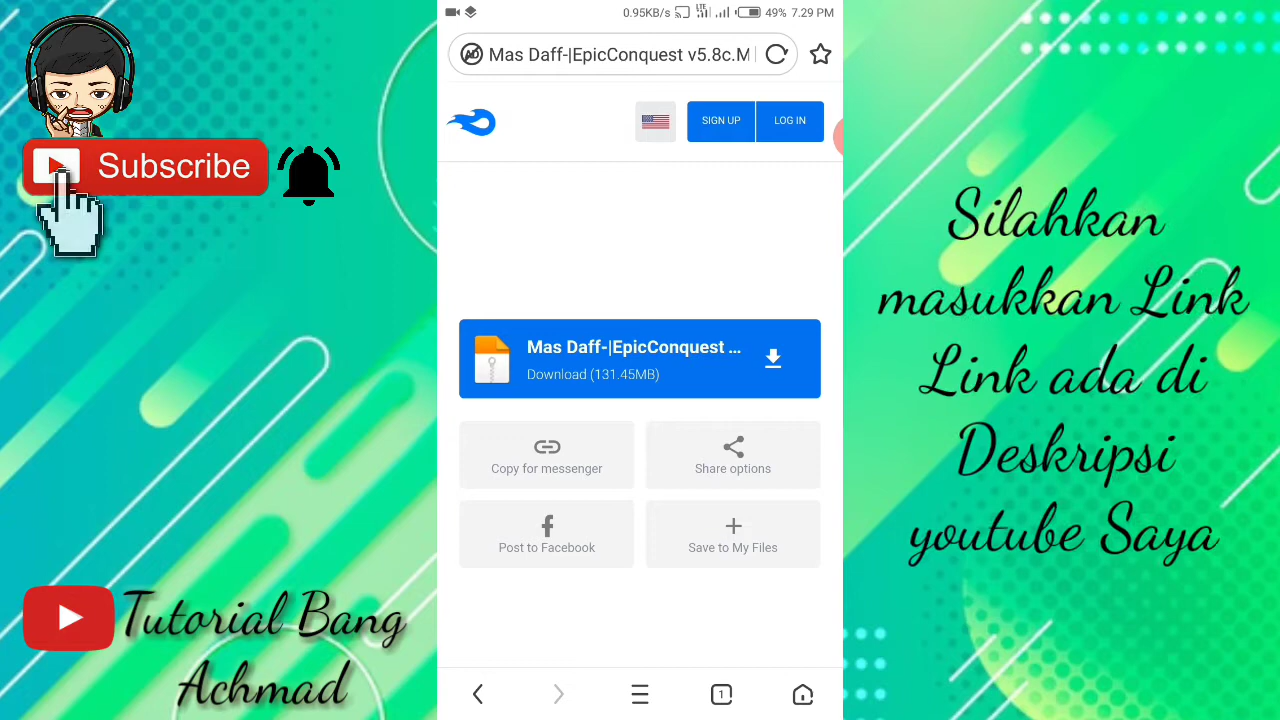 0.95KB/s LTE 49% 7.29 PM
Mas Daff-|EpicConquest v5.8c.M
SIGN UP
LOG IN
Subscribe
Mas Daff-|EpicConquest ...
Download (131.45MB)
Copy for messenger
Share options
Post to Facebook
Save to My Files
1
Silahkan
masukkan Link
Link ada di
Deskripsi
youtube Saya
Tutorial Bang
Achmad